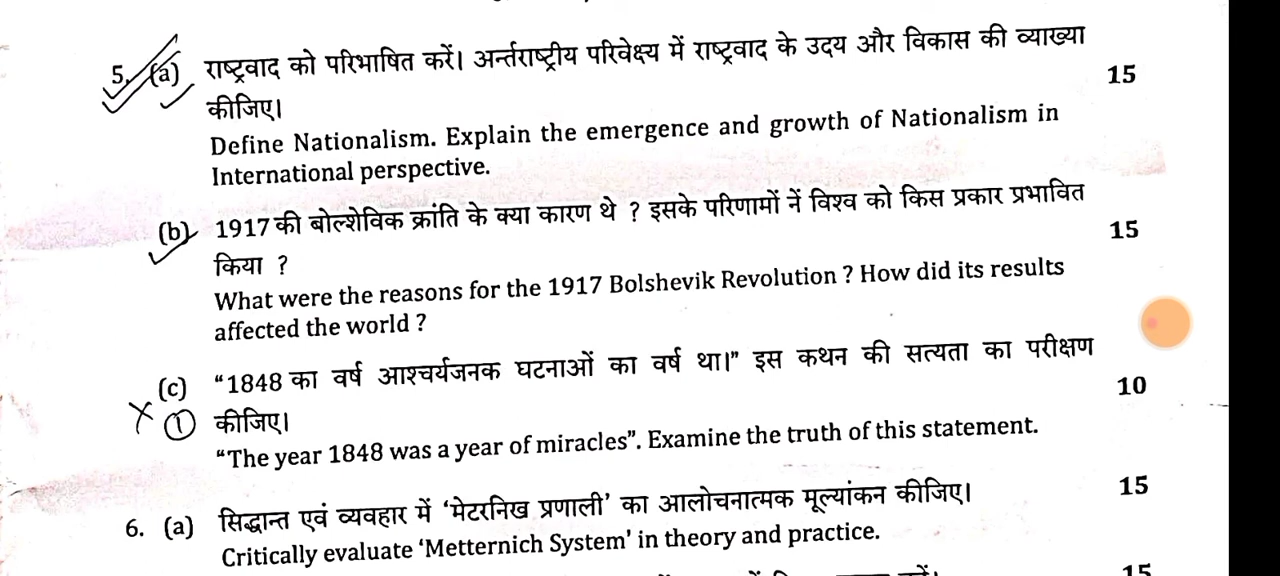 5. (a) राष्ट्रवाद को परिभाषित करें। अर्न्तराष्ट्रीय परिवेक्ष्य में राष्ट्रवाद के उदय और विकास की व्याख्या
कीजिए। 15
Define Nationalism. Explain the emergence and growth of Nationalism in
International perspective.
(b) 1917 की बोल्शेविक क्रांति के क्या कारण थे ? इसके परिणामों नें विश्व को किस प्रकार प्रभावित
किया ? 15
What were the reasons for the 1917 Bolshevik Revolution ? How did its results
affected the world ?
(c) “1848 का वर्ष आश्चर्यजनक घटनाओं का वर्ष था।” इस कथन की सत्यता का परीक्षण
① कीजिए। 10
“The year 1848 was a year of miracles”. Examine the truth of this statement.
6. (a) सिद्धान्त एवं व्यवहार में ‘मेटरनिख प्रणाली’ का आलोचनात्मक मूल्यांकन कीजिए। 15
Critically evaluate ‘Metternich System’ in theory and practice.
15